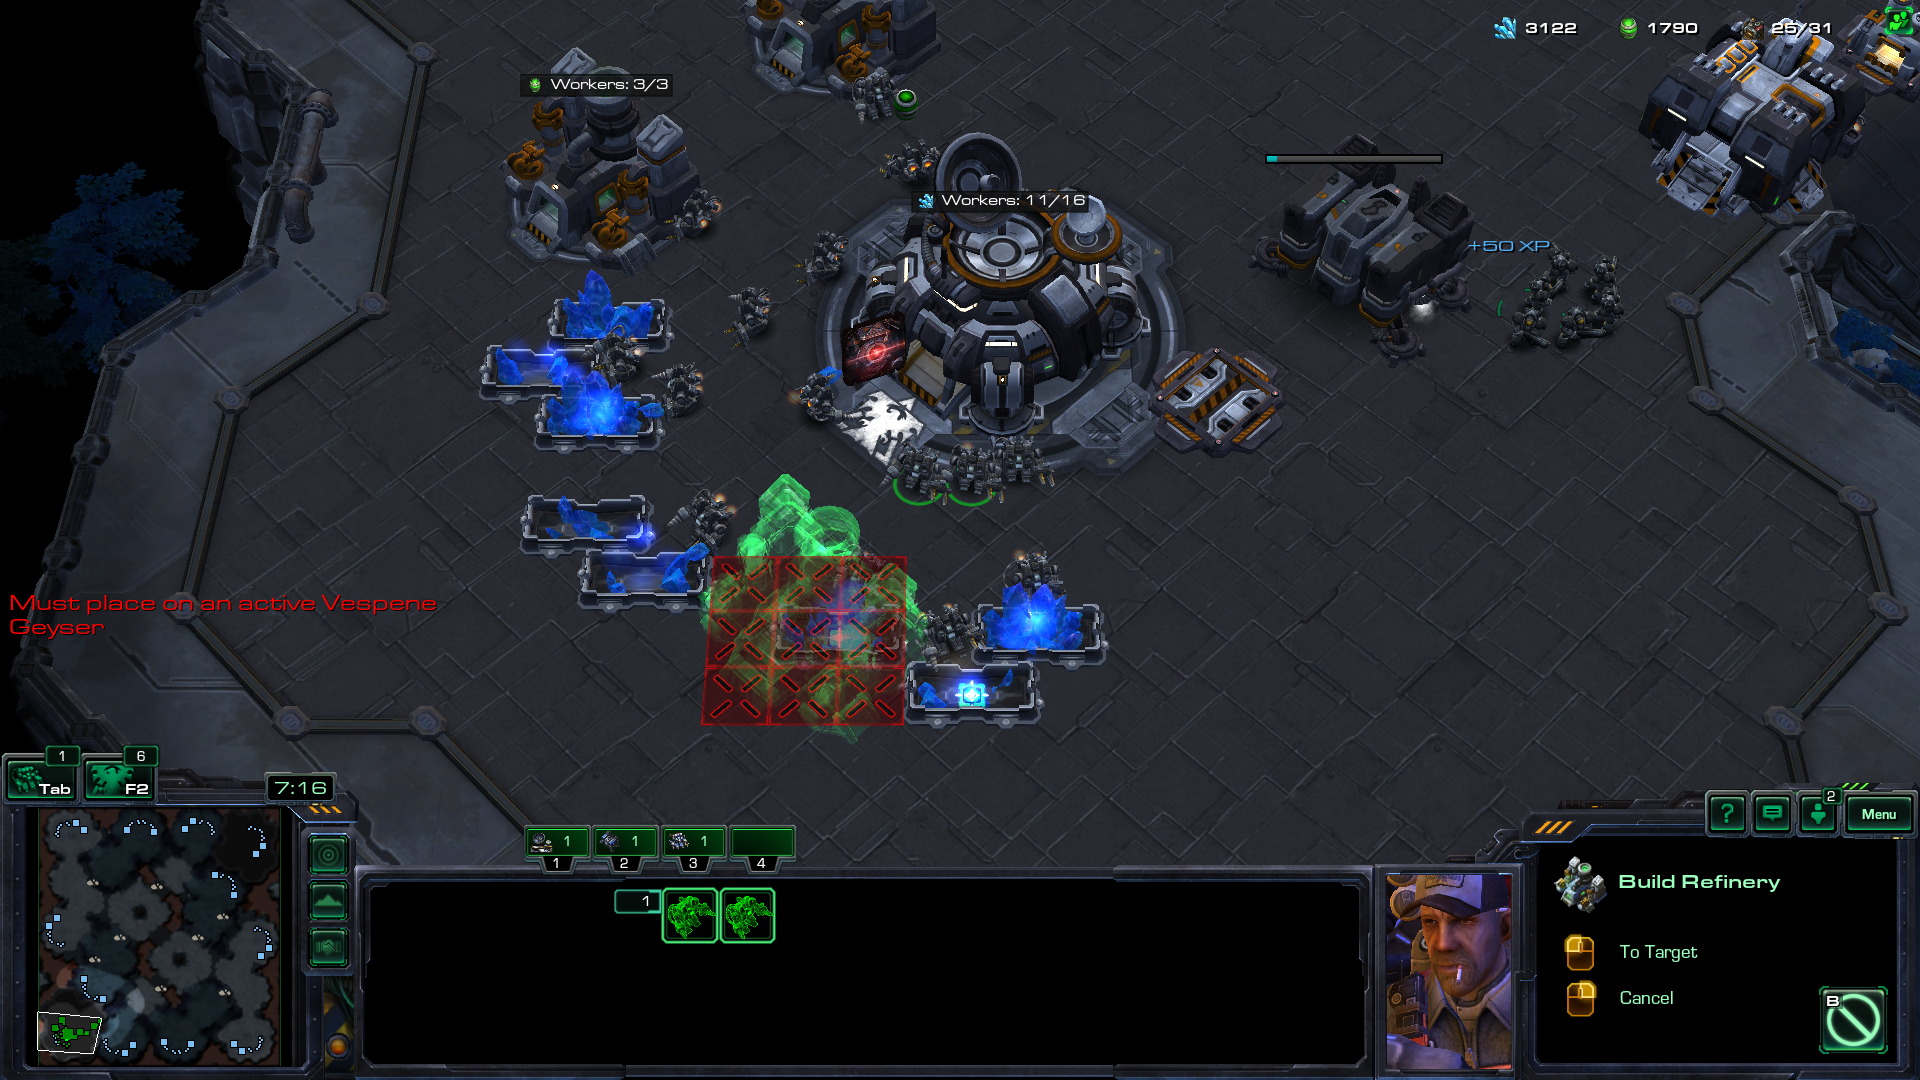 3122
1790
25/31
Workers: 3/3
Workers: 11/16
+50 XP
Must place on an active Vespene
Geyser
1
6
Tab
F2
7:16
2
Menu
1
1
1
1
2
3
4
1
Build Refinery
To Target
Cancel
B